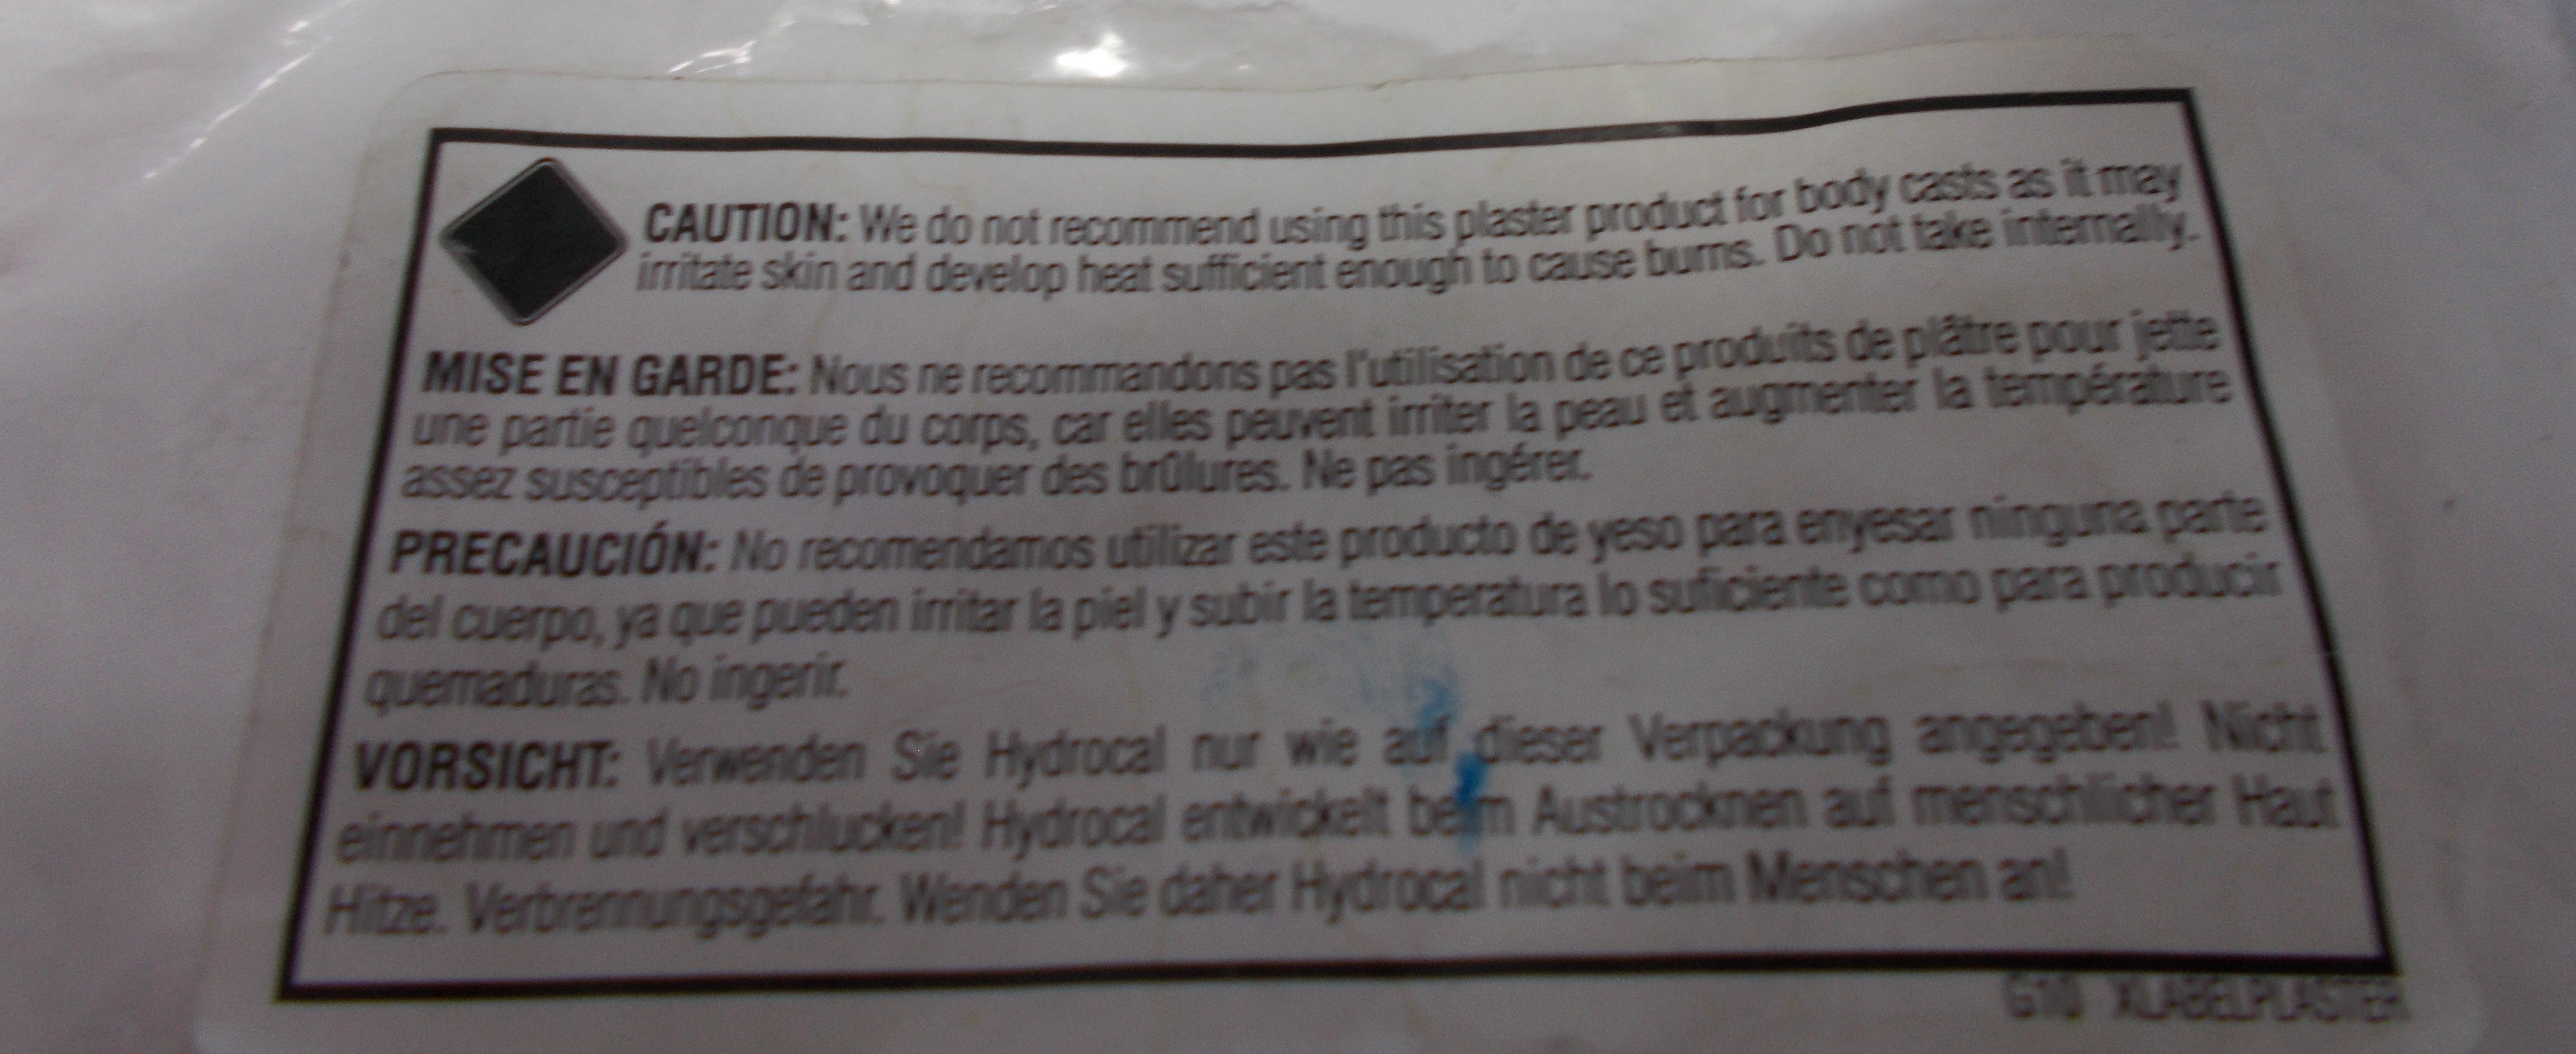 CAUTION: We do not recommend using this plaster product for body casts as it may
irritate skin and develop heat sufficient enough to cause burns. Do not take internally.
MISE EN GARDE: Nous ne recommandons pas l'utilisation de ce produits de plâtre pour jette
une partie quelconque du corps, car elles peuvent irriter la peau et augmenter la température
assez susceptibles de provoquer des brûlures. Ne pas ingérer.
PRECAUCIÓN: No recomendamos utilizar este producto de yeso para enyesar ninguna parte
del cuerpo, ya que pueden irritar la piel y subir la temperatura lo suficiente como para producir
quemaduras. No ingerir.
VORSICHT: Verwenden Sie Hydrocal nur wie auf dieser Verpackung angegeben! Nicht
einnehmen und verschlucken! Hydrocal entwickelt beim Austrocknen auf menschlicher Haut
Hitze. Verbrennungsgefahr. Wenden Sie daher Hydrocal nicht beim Menschen an!
G10 XLABELPLASTER